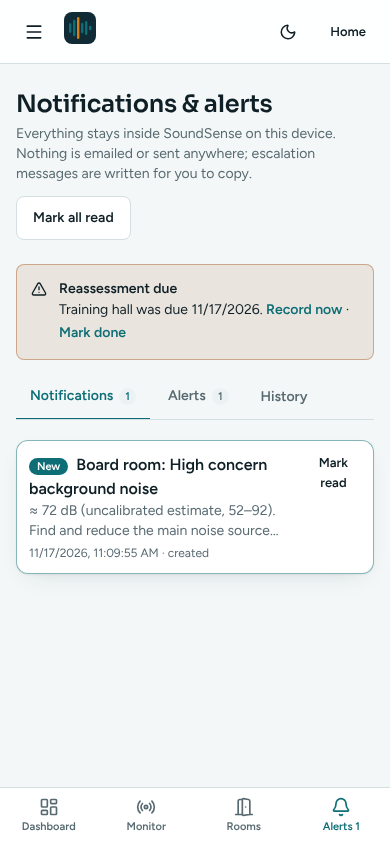 Home
Notifications & alerts
Everything stays inside SoundSense on this device.
Nothing is emailed or sent anywhere; escalation
messages are written for you to copy.
Mark all read
Reassessment due
Training hall was due 11/17/2026. Record now ·
Mark done
Notifications 1 Alerts 1 History
New Board room: High concern
background noise
Mark
read
≈ 72 dB (uncalibrated estimate, 52–92).
Find and reduce the main noise source…
11/17/2026, 11:09:55 AM · created
Dashboard Monitor Rooms Alerts 1